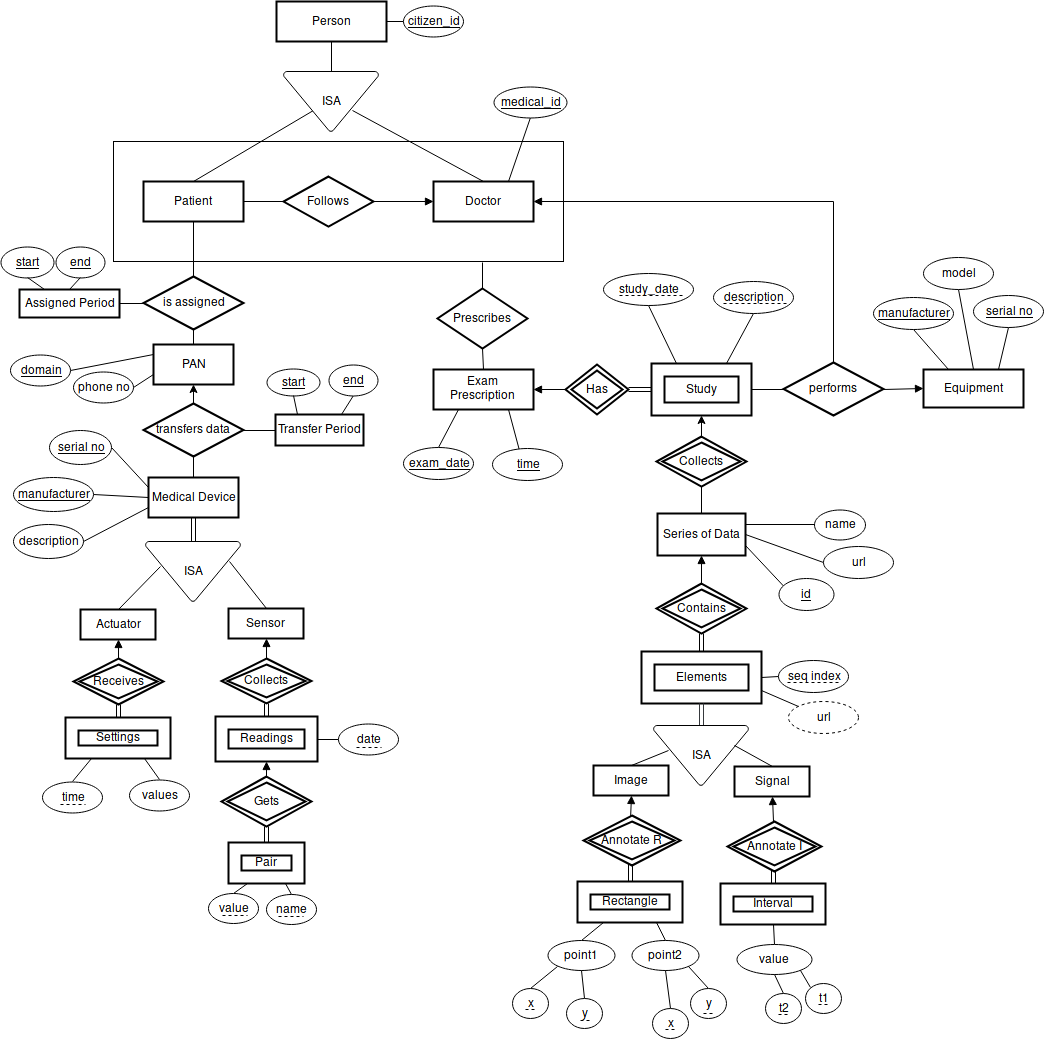 Person
citizen_id
ISA
medical_id
Patient
Follows
Doctor
start
end
Assigned Period
is assigned
Prescribes
study_date
description
model
manufacturer
serial no
PAN
domain
phone no
Exam
Prescription
Has
Study
performs
Equipment
start
end
transfers data
Transfer Period
exam_date
time
Collects
serial no
manufacturer
description
Medical Device
Series of Data
name
url
id
ISA
Contains
Actuator
Sensor
Receives
Collects
Elements
seq index
url
Settings
Readings
date
ISA
time
values
Image
Signal
Gets
Annotate R
Annotate I
Pair
value
name
Rectangle
Interval
point1
point2
value
x
y
x
y
t2
t1